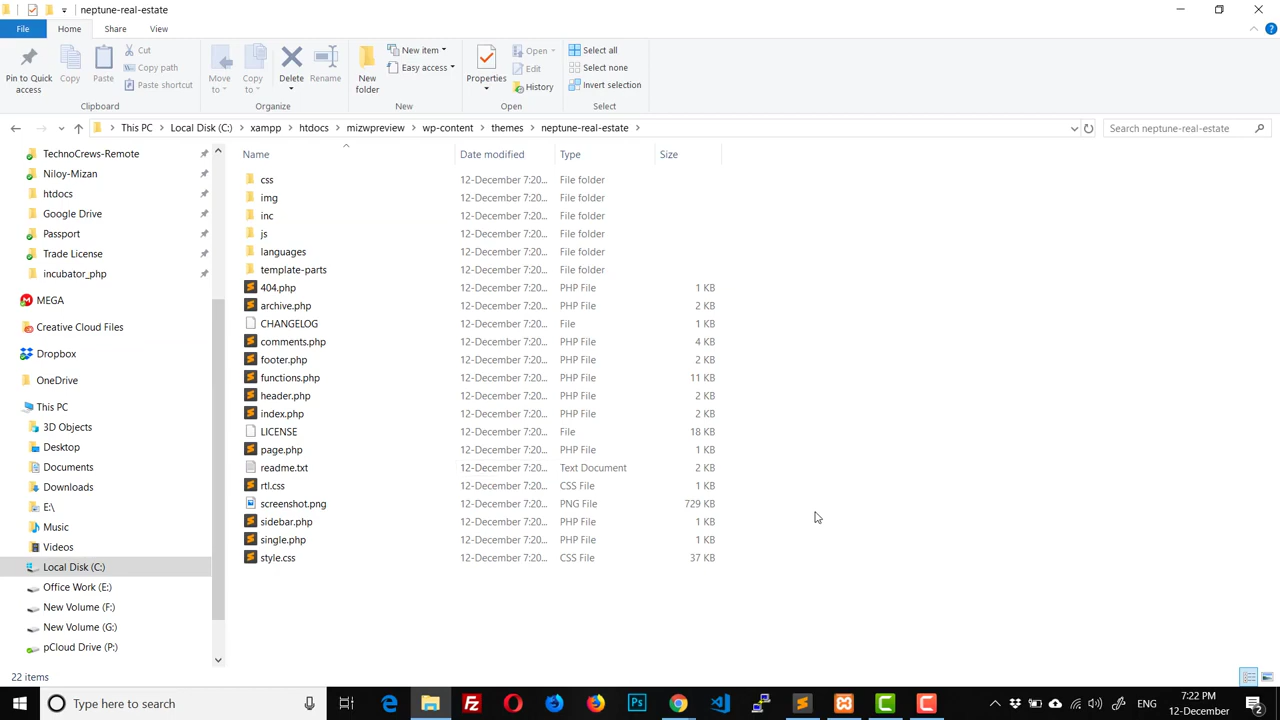 neptune-real-estate
File
Home
Share
View
Pin to Quick access
Copy
Paste
Cut
Copy path
Paste shortcut
Clipboard
Move to
Copy to
Delete
Rename
Organize
New folder
New item
Easy access
New
Properties
Open
Edit
History
Open
Select all
Select none
Invert selection
Select
This PC > Local Disk (C:) > xampp > htdocs > mizwpreview > wp-content > themes > neptune-real-estate >
Search neptune-real-estate
TechnoCrews-Remote
Niloy-Mizan
htdocs
Google Drive
Passport
Trade License
incubator_php
MEGA
Creative Cloud Files
Dropbox
OneDrive
This PC
3D Objects
Desktop
Documents
Downloads
E:\
Music
Videos
Local Disk (C:)
Office Work (E:)
New Volume (F:)
New Volume (G:)
pCloud Drive (P:)
Name Date modified Type Size
css 12-December 7:20... File folder
img 12-December 7:20... File folder
inc 12-December 7:20... File folder
js 12-December 7:20... File folder
languages 12-December 7:20... File folder
template-parts 12-December 7:20... File folder
404.php 12-December 7:20... PHP File 1 KB
archive.php 12-December 7:20... PHP File 2 KB
CHANGELOG 12-December 7:20... File 1 KB
comments.php 12-December 7:20... PHP File 4 KB
footer.php 12-December 7:20... PHP File 2 KB
functions.php 12-December 7:20... PHP File 11 KB
header.php 12-December 7:20... PHP File 2 KB
index.php 12-December 7:20... PHP File 2 KB
LICENSE 12-December 7:20... File 18 KB
page.php 12-December 7:20... PHP File 1 KB
readme.txt 12-December 7:20... Text Document 2 KB
rtl.css 12-December 7:20... CSS File 1 KB
screenshot.png 12-December 7:20... PNG File 729 KB
sidebar.php 12-December 7:20... PHP File 1 KB
single.php 12-December 7:20... PHP File 1 KB
style.css 12-December 7:20... CSS File 37 KB
22 items
Type here to search
Ps
ENG
7:22 PM
12-December
2